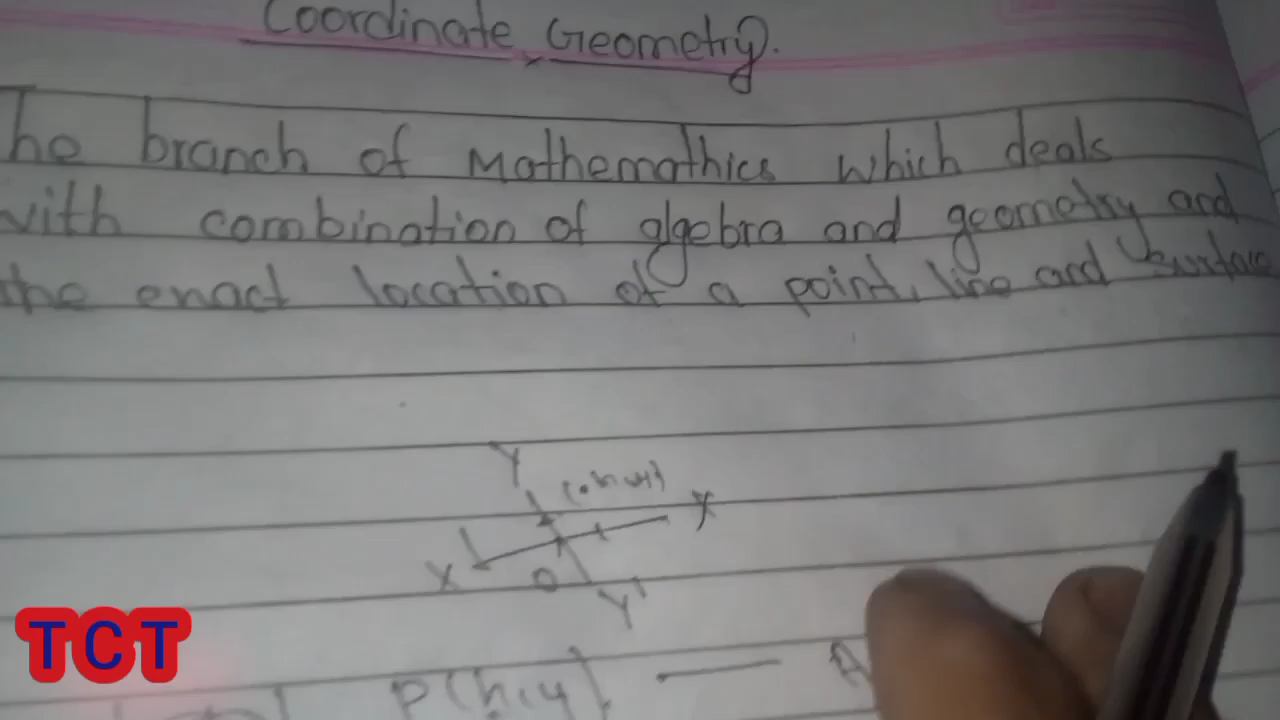 Coordinate Geometry.
he branch of Mathemathics which deals
with combination of algebra and geometry and
the exact location of a point, line and surface
Y
X
X
O
Y'
P(h,y)
TCT